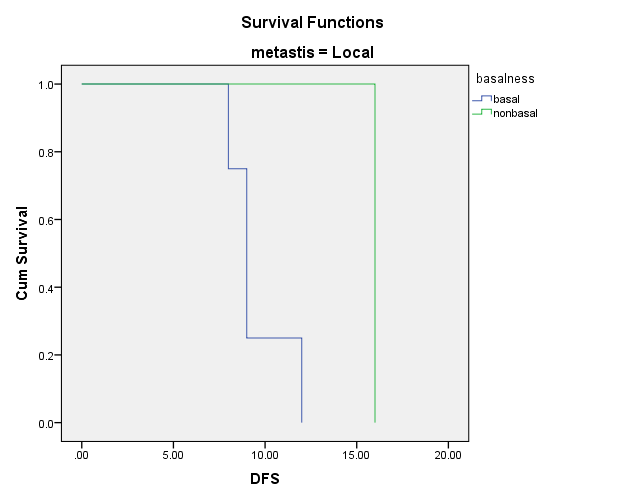 Survival Functions
metastis = Local
basalness
basal
nonbasal
Cum Survival
1.0
0.8
0.6
0.4
0.2
0.0
.00 5.00 10.00 15.00 20.00
DFS